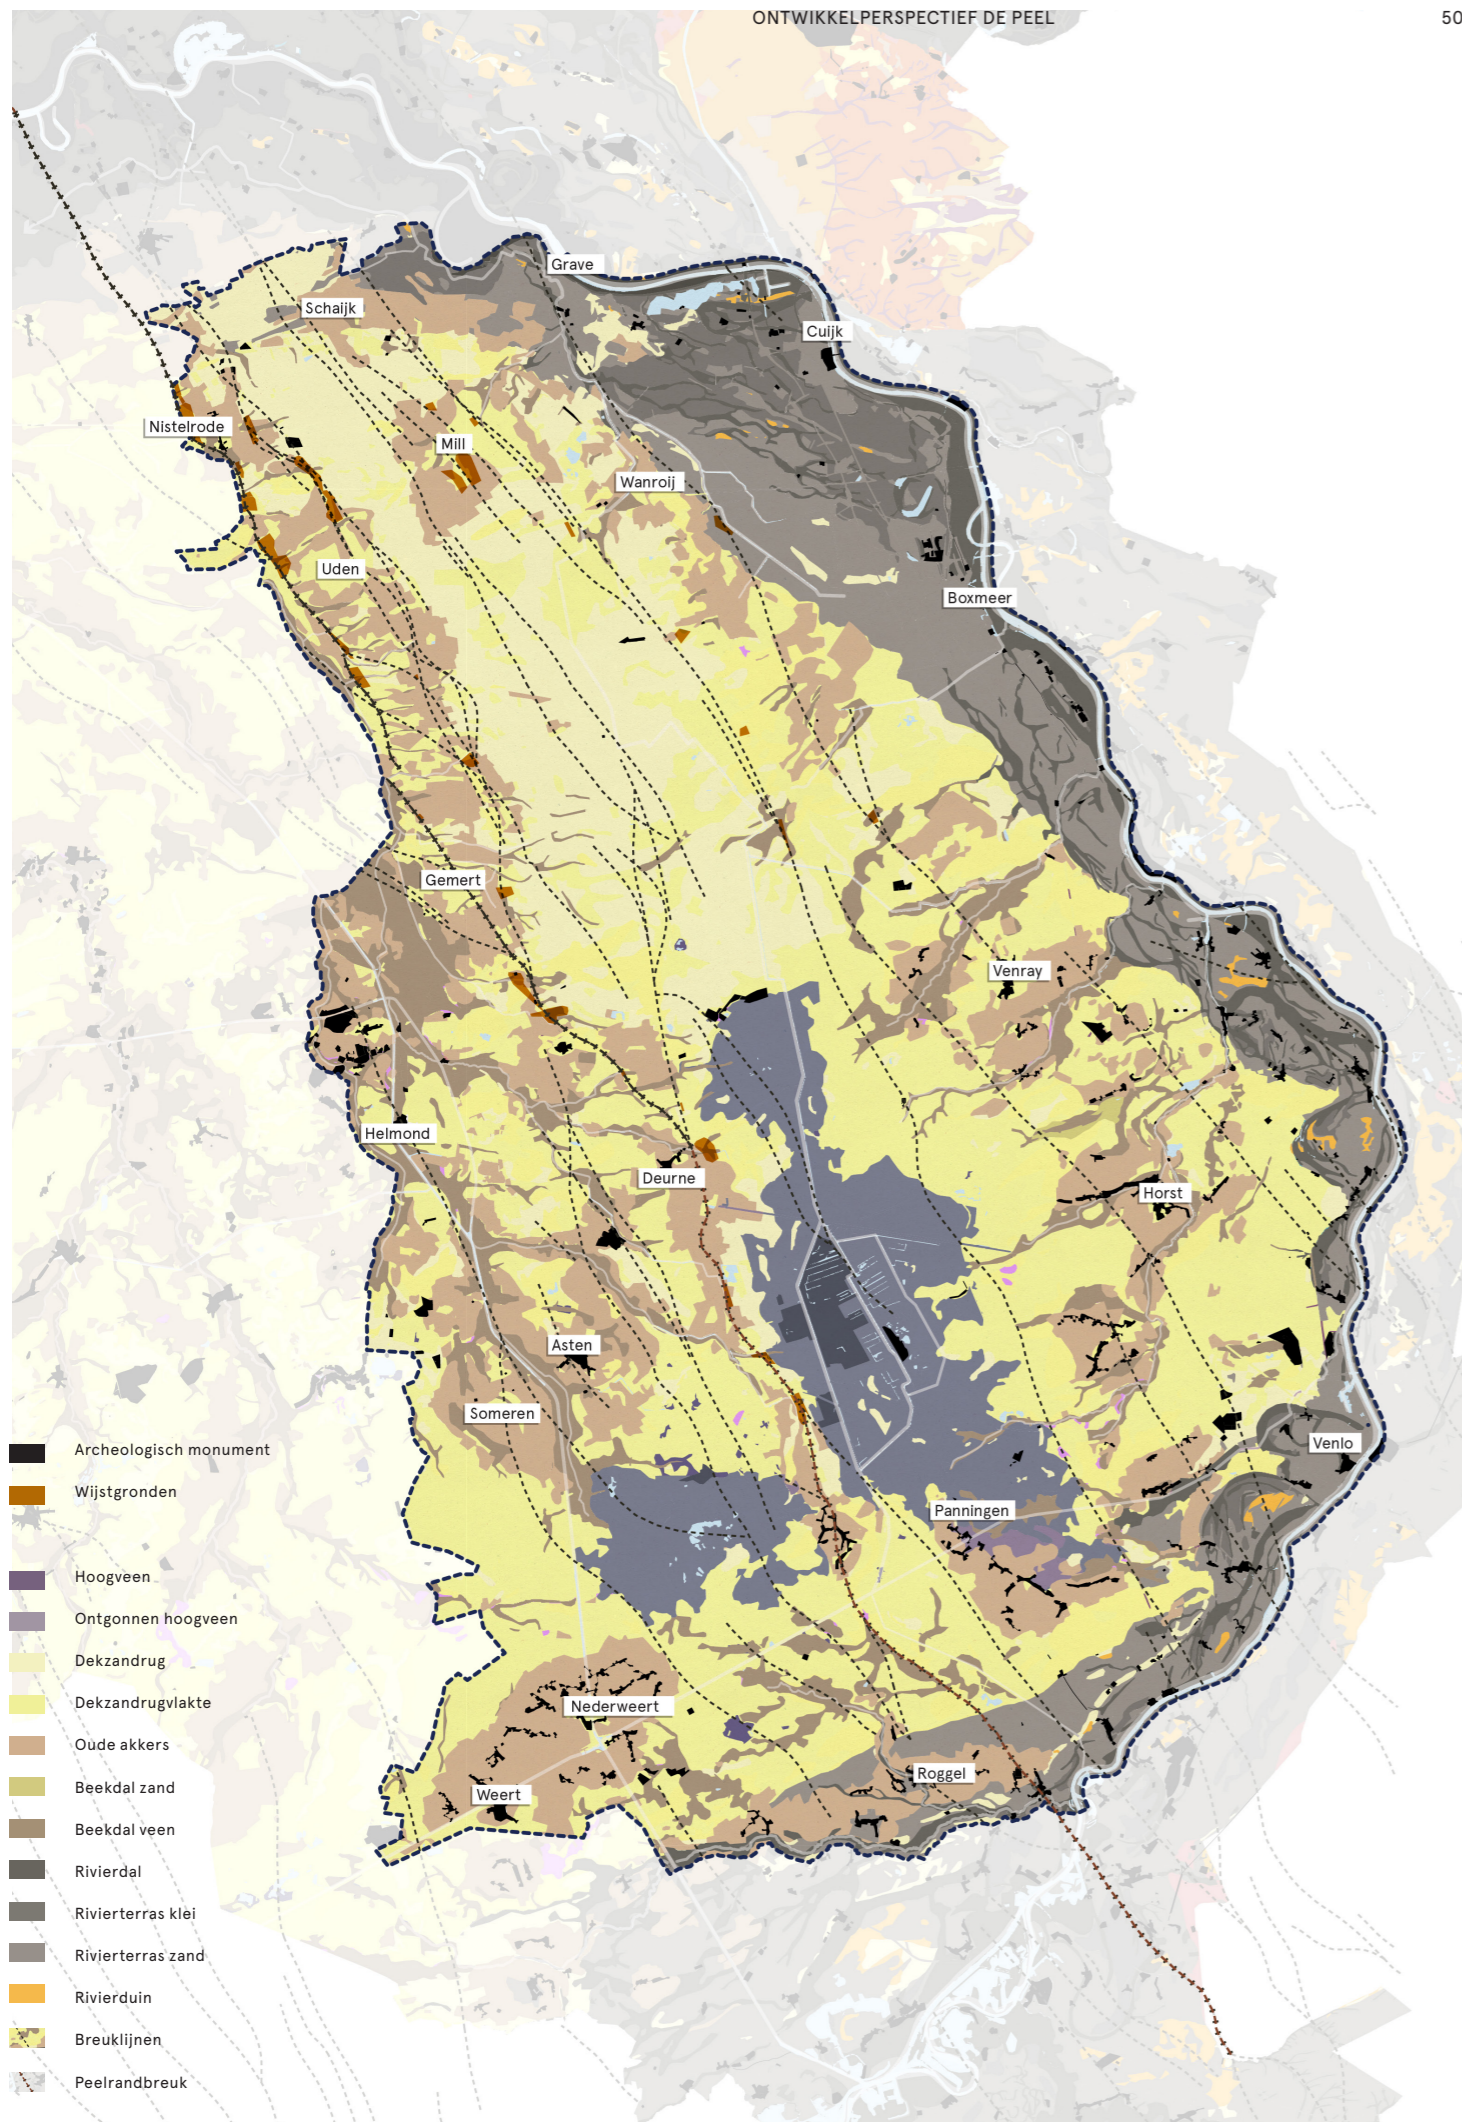 ONTWIKKELPERSPECTIEF DE PEEL
50
Grave
Schaijk
Cuijk
Nistelrode
Mill
Wanroij
Uden
Boxmeer
Gemert
Venray
Helmond
Deurne
Horst
Asten
Someren
Venlo
Panningen
Nederweert
Roggel
Weert
Archeologisch monument
Wijstgronden
Hoogveen
Ontgonnen hoogveen
Dekzandrug
Dekzandrugvlakte
Oude akkers
Beekdal zand
Beekdal veen
Rivierdal
Rivierterras klei
Rivierterras zand
Rivierduin
Breuklijnen
Peelrandbreuk